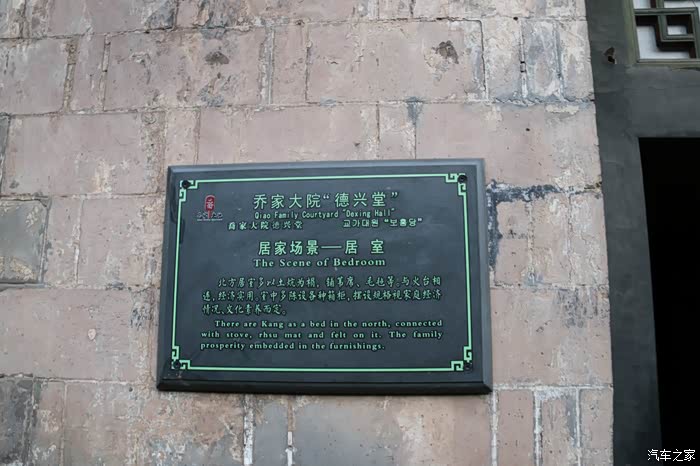 乔家大院“德兴堂”
Qiao Family Courtyard "Dexing Hall"
喬家大院德兴堂 교가대원 “보흥당”
居家场景——居 室
The Scene of Bedroom
北方居室多以土炕为榻，铺苇席、毛毡等，与火台相
连，经济实用，室中多陈设各种箱柜，摆设规格视家庭经济
情况、文化素养而定。
There are Kang as a bed in the north, connected
with stove, rhsu mat and felt on it. The family
prosperity embedded in the furnishings.
汽车之家